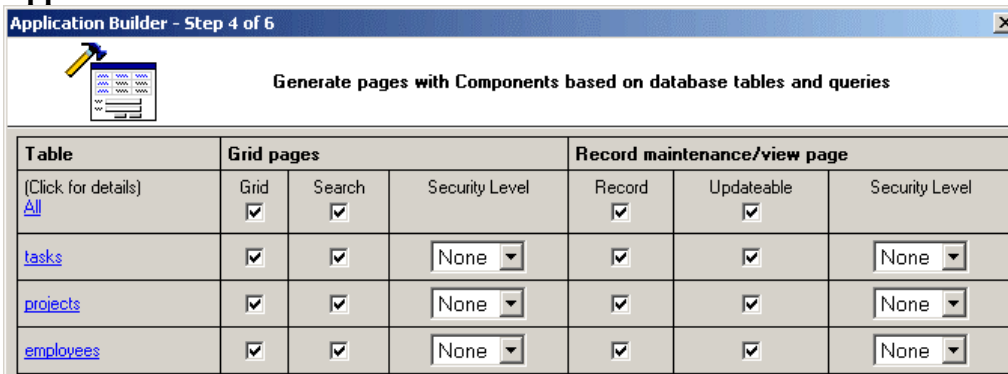 Application Builder - Step 4 of 6
Generate pages with Components based on database tables and queries
Table Grid pages Record maintenance/view page
(Click for details) Grid Search Security Level Record Updateable Security Level
All
tasks None None
projects None None
employees None None